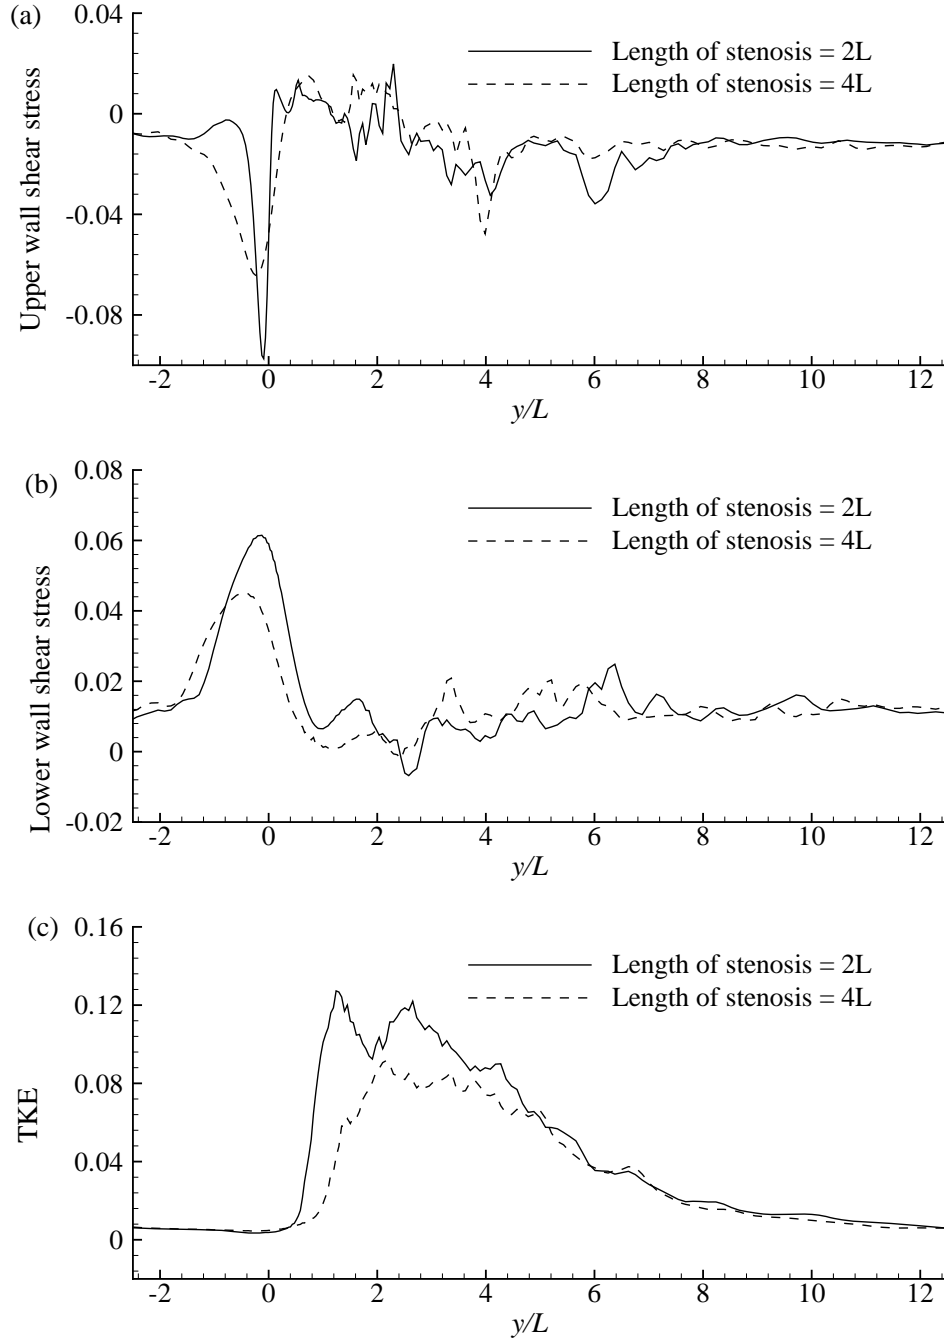 (a)
Upper wall shear stress
0.04
0
-0.04
-0.08
Length of stenosis = 2L
Length of stenosis = 4L
-2 0 2 4 6 8 10 12
y/L
(b)
Lower wall shear stress
0.08
0.06
0.04
0.02
0
-0.02
Length of stenosis = 2L
Length of stenosis = 4L
-2 0 2 4 6 8 10 12
y/L
(c)
TKE
0.16
0.12
0.08
0.04
0
Length of stenosis = 2L
Length of stenosis = 4L
-2 0 2 4 6 8 10 12
y/L